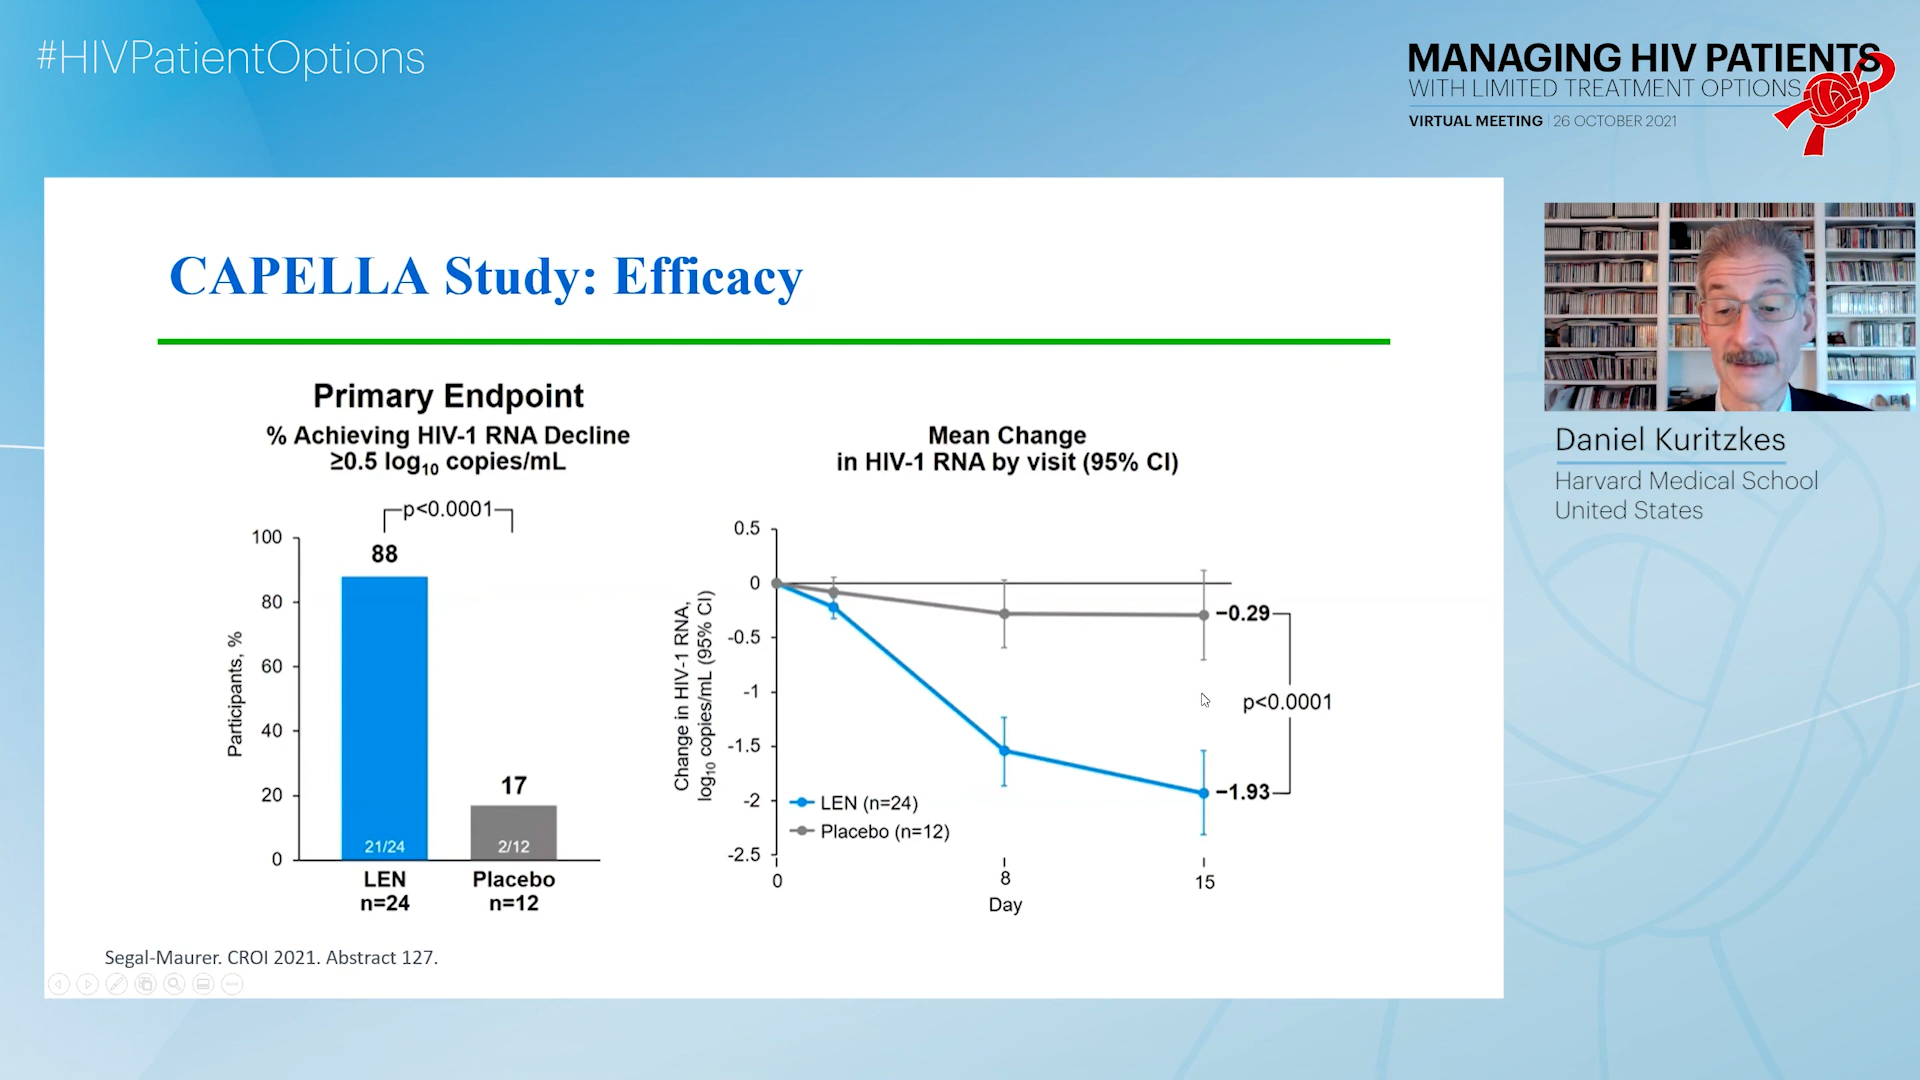 #HIVPatientOptions
MANAGING HIV PATIENTS
WITH LIMITED TREATMENT OPTIONS
VIRTUAL MEETING | 26 OCTOBER 2021
CAPELLA Study: Efficacy
Primary Endpoint
% Achieving HIV-1 RNA Decline
≥0.5 log10 copies/mL
p<0.0001
100
80
60
40
20
0
Participants, %
88
17
21/24
2/12
LEN
n=24
Placebo
n=12
Mean Change
in HIV-1 RNA by visit (95% CI)
Change in HIV-1 RNA,
log10 copies/mL (95% CI)
0.5
0
-0.5
-1
-1.5
-2
-2.5
−0.29
p<0.0001
−1.93
LEN (n=24)
Placebo (n=12)
0
8
15
Day
Segal-Maurer. CROI 2021. Abstract 127.
Daniel Kuritzkes
Harvard Medical School
United States